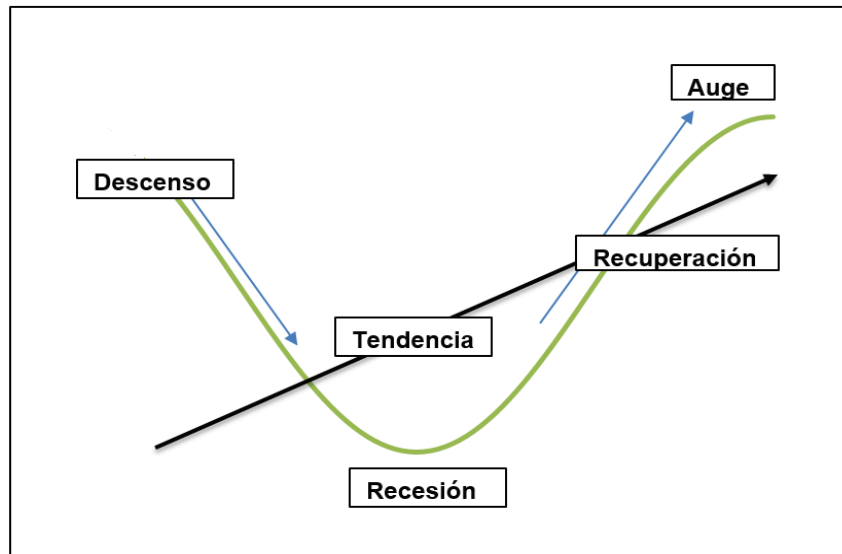 Auge
Descenso
Recuperación
Tendencia
Recesión